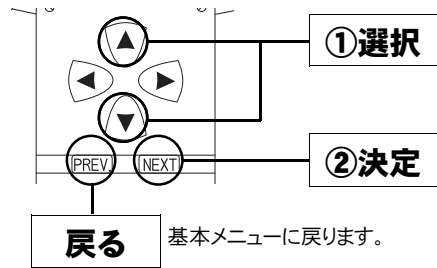 ①選択
PREV.
NEXT
②決定
戻る
基本メニューに戻ります。